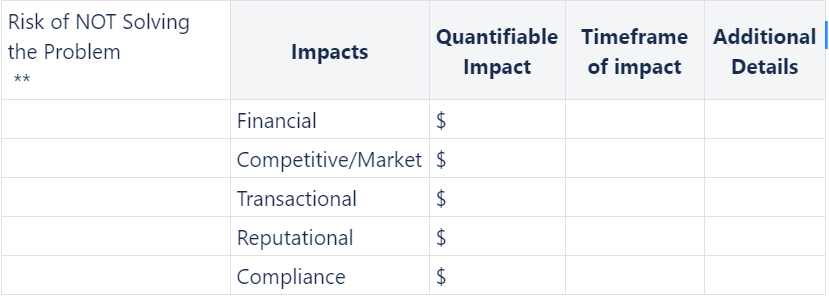 Risk of NOT Solving
the Problem
**
Impacts
Quantifiable
Impact
Timeframe
of impact
Additional
Details
Financial $
Competitive/Market $
Transactional $
Reputational $
Compliance $